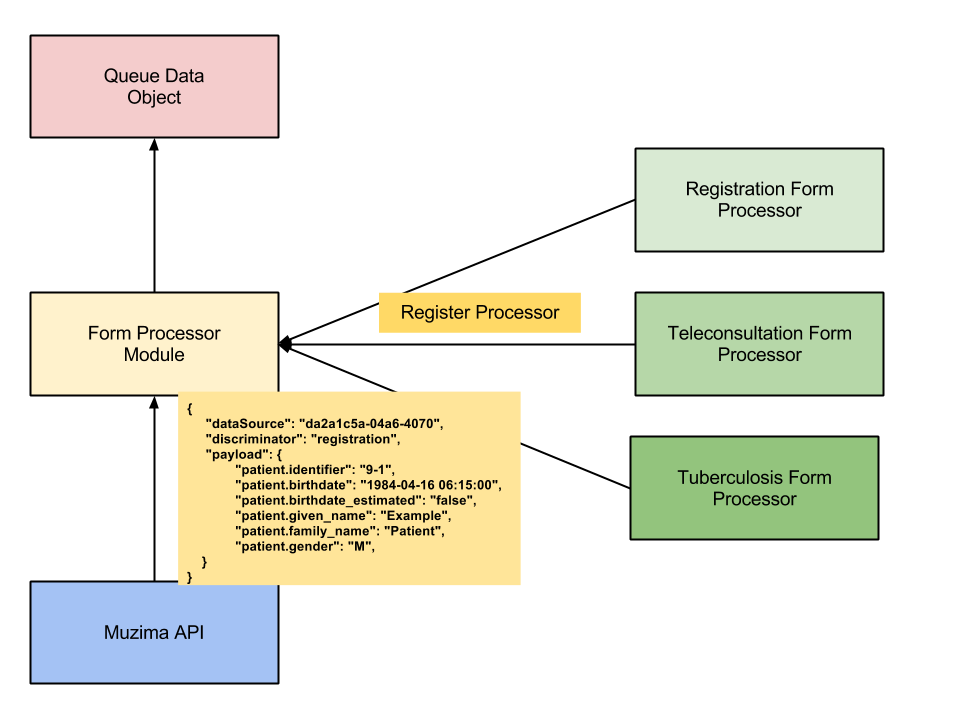 Queue Data
Object
Registration Form
Processor
Register Processor
Form Processor
Module
Teleconsultation Form
Processor
{
"dataSource": "da2a1c5a-04a6-4070",
"discriminator": "registration",
"payload": {
"patient.identifier": "9-1",
"patient.birthdate": "1984-04-16 06:15:00",
"patient.birthdate_estimated": "false",
"patient.given_name": "Example",
"patient.family_name": "Patient",
"patient.gender": "M",
}
}
Tuberculosis Form
Processor
Muzima API